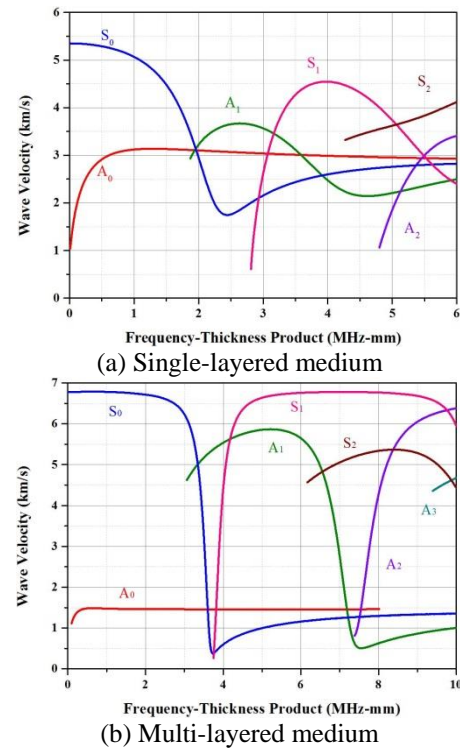 6
5
4
3
2
1
0
Wave Velocity (km/s)
S0
A0
A1
S1
S2
A2
0 1 2 3 4 5 6
Frequency-Thickness Product (MHz-mm)
(a) Single-layered medium
7
6
5
4
3
2
1
0
Wave Velocity (km/s)
S0
A0
S1
A1
S2
A3
A2
0 2 4 6 8 10
Frequency-Thickness Product (MHz-mm)
(b) Multi-layered medium